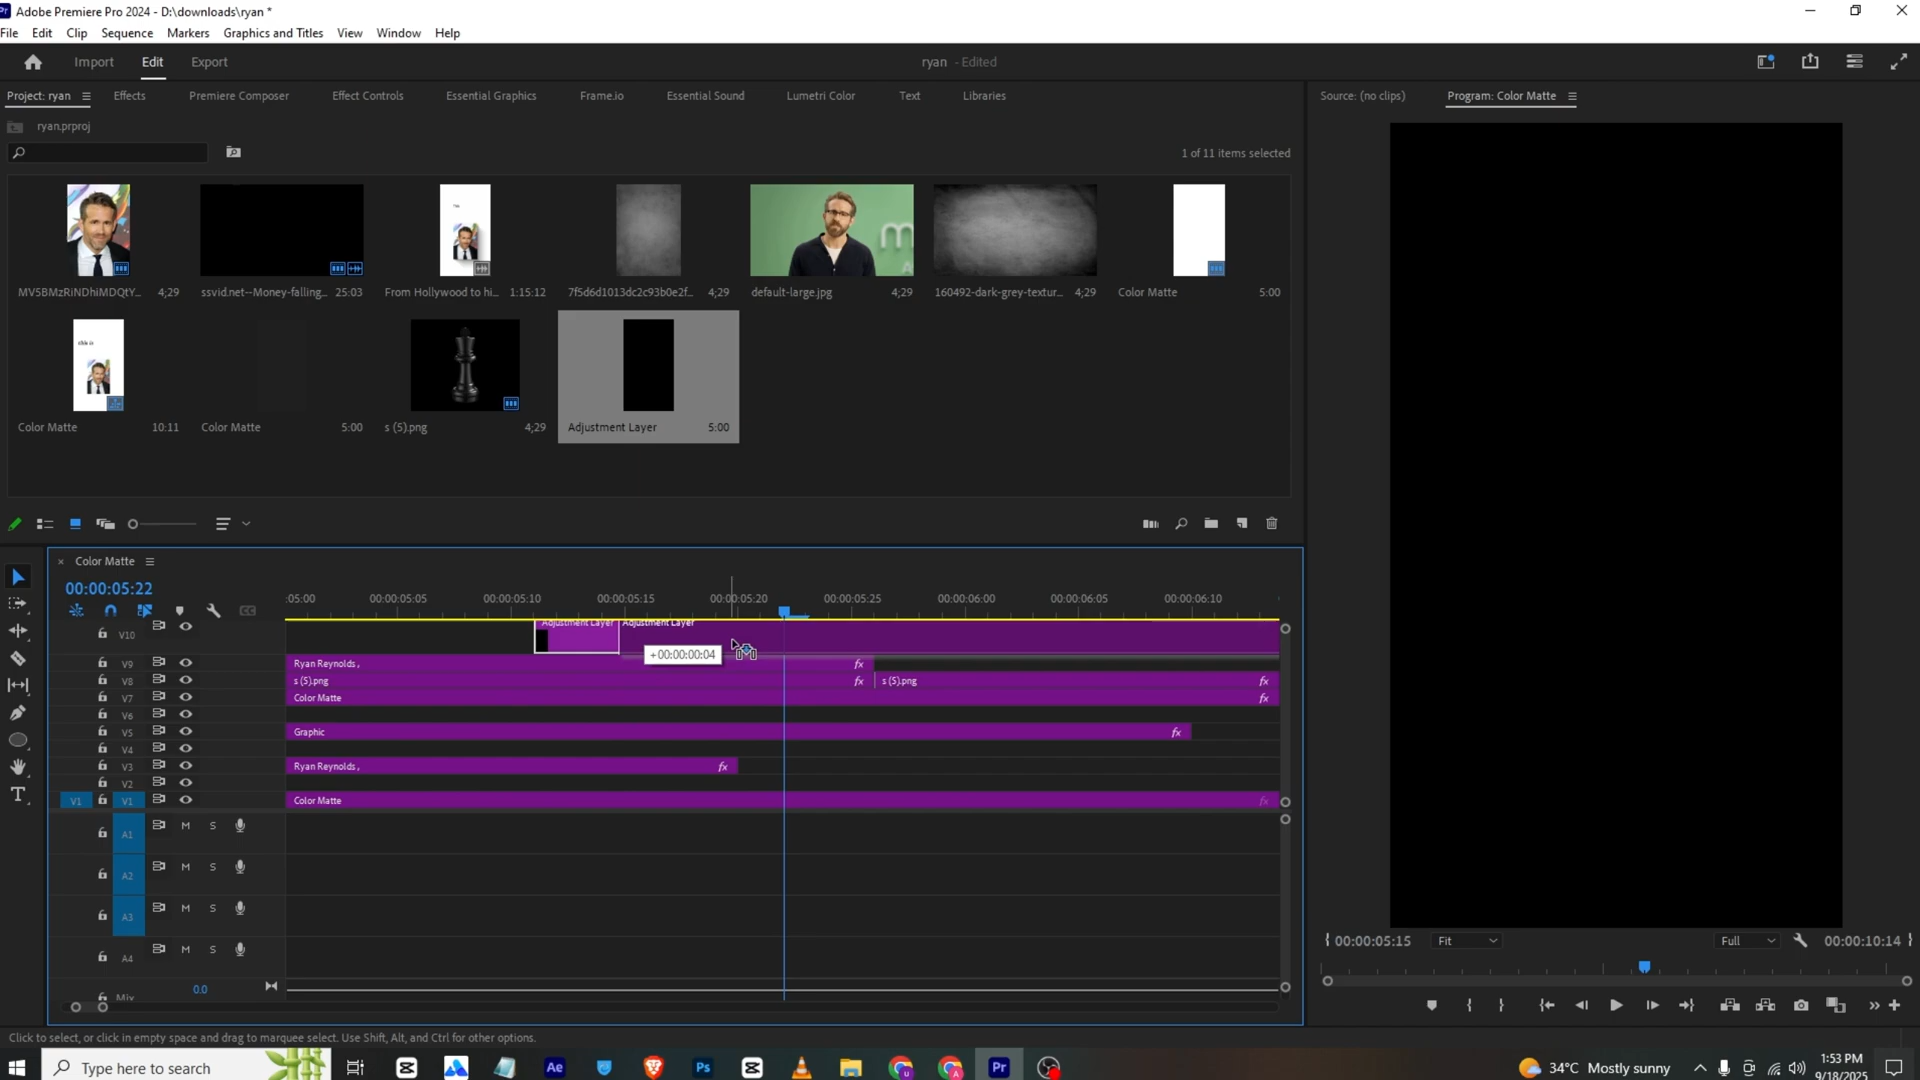 Adobe Premiere Pro 2024 - D:\downloads\ryan *
File Edit Clip Sequence Markers Graphics and Titles View Window Help
Import Edit Export
ryan - Edited
Project: ryan Effects Premiere Composer Effect Controls Essential Graphics Frame.io Essential Sound Lumetri Color Text Libraries
Source: (no clips) Program: Color Matte
ryan.prproj
1 of 11 items selected
MV5BMzRiNDhiMDQtY... 4;29
ssvid.net--Money-falling... 25:03
From Hollywood to hi... 1:15:12
7f5d6d1013dc2c93b0e2f... 4;29
default-large.jpg 4;29
160492-dark-grey-textur... 4;29
Color Matte 5:00
Color Matte 10:11
Color Matte 5:00
s (5).png 4;29
Adjustment Layer 5:00
Color Matte
00:00:05:22
:05:00 00:00:05:05 00:00:05:10 00:00:05:15 00:00:05:20 00:00:05:25 00:00:06:00 00:00:06:05 00:00:06:10
V10 Adjustment Layer Adjustment Layer
+00:00:00:04
V9 Ryan Reynolds, fx
V8 s (5).png fx s (5).png fx
V7 Color Matte fx
V6
V5 Graphic fx
V4
V3 Ryan Reynolds, fx
V2
V1 V1 Color Matte fx
A1 M S
A2 M S
A3 M S
A4 M S
Mix 0.0
00:00:05:15 Fit Full 00:00:10:14
Click to select, or click in empty space and drag to marquee select. Use Shift, Alt, and Ctrl for other options.
Type here to search
Ae Ps Pr
34°C Mostly sunny
1:53 PM
9/18/2025